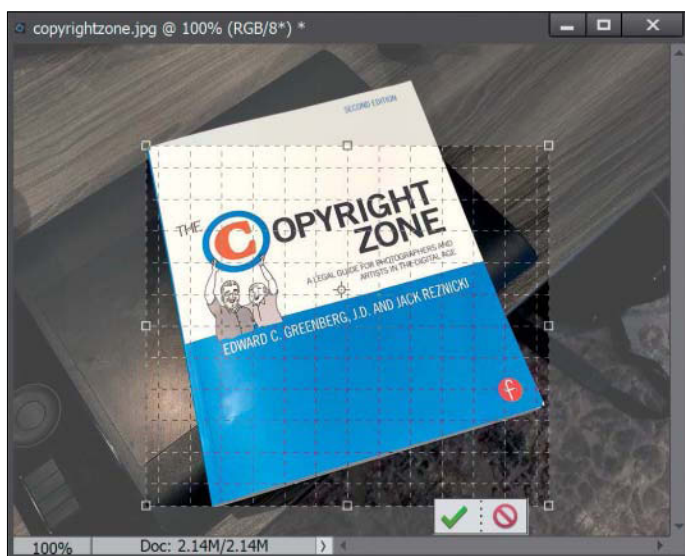 copyrightzone.jpg @ 100% (RGB/8*) *
SECOND EDITION
THE COPYRIGHT
ZONE
A LEGAL GUIDE FOR PHOTOGRAPHERS AND
ARTISTS IN THE DIGITAL AGE
EDWARD C. GREENBERG, J.D. AND JACK REZNICKI
f
100%
Doc: 2.14M/2.14M